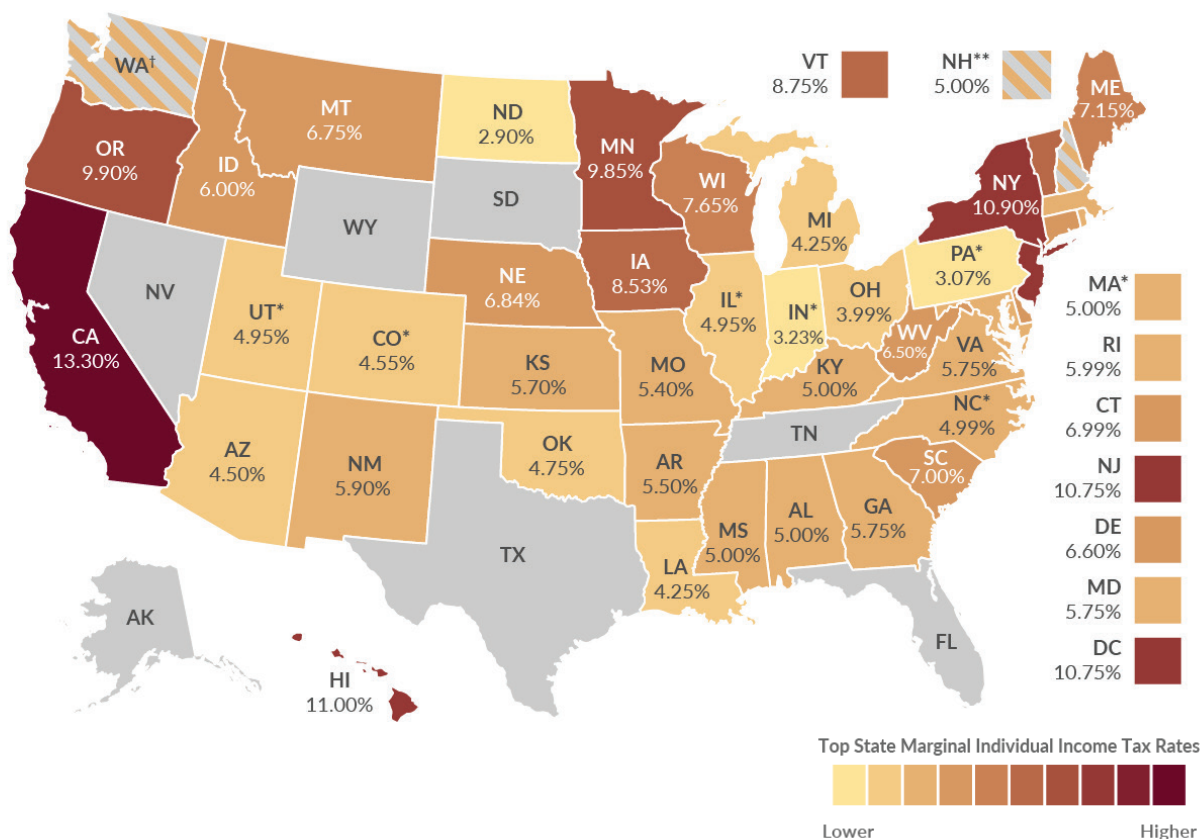 WA†
VT
8.75%
NH**
5.00%
ME
7.15%
MT
6.75%
ND
2.90%
MN
9.85%
OR
9.90%
ID
6.00%
WI
7.65%
NY
10.90%
SD
WY
MI
4.25%
IA
8.53%
PA*
3.07%
NE
6.84%
NV
UT*
4.95%
CO*
4.55%
IL*
4.95%
IN*
3.23%
OH
3.99%
WV
6.50%
VA
5.75%
CA
13.30%
KS
5.70%
MO
5.40%
KY
5.00%
NC*
4.99%
TN
AZ
4.50%
NM
5.90%
OK
4.75%
AR
5.50%
SC
7.00%
MS
5.00%
AL
5.00%
GA
5.75%
TX
LA
4.25%
FL
AK
HI
11.00%
MA*
5.00%
RI
5.99%
CT
6.99%
NJ
10.75%
DE
6.60%
MD
5.75%
DC
10.75%
Top State Marginal Individual Income Tax Rates
Lower
Higher